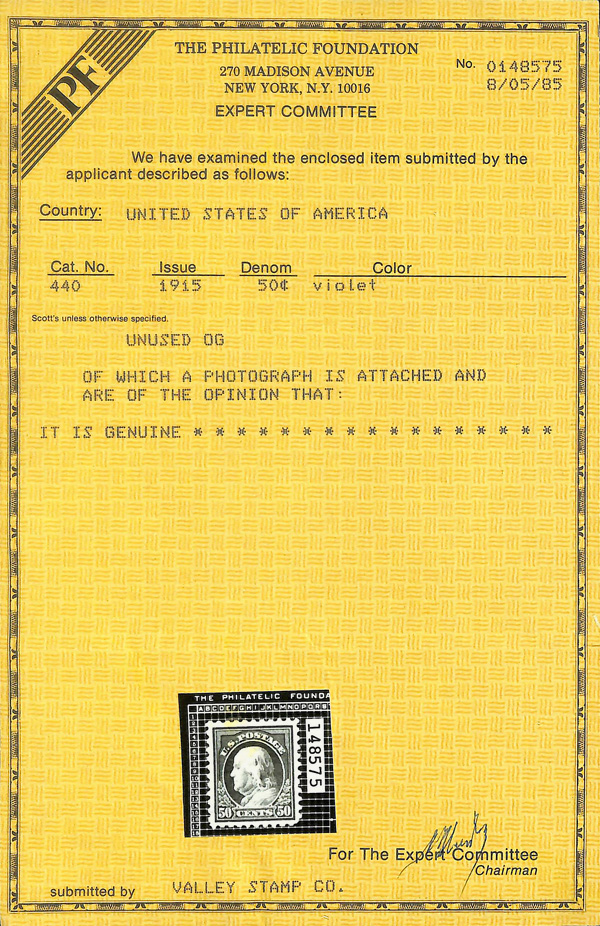 PF
THE PHILATELIC FOUNDATION
270 MADISON AVENUE
NEW YORK, N.Y. 10016
EXPERT COMMITTEE
No. 0148575
8/05/85
We have examined the enclosed item submitted by the
applicant described as follows:
Country: UNITED STATES OF AMERICA
Cat. No. Issue Denom Color
440 1915 50¢ violet
Scott's unless otherwise specified.
UNUSED OG
OF WHICH A PHOTOGRAPH IS ATTACHED AND
ARE OF THE OPINION THAT:
IT IS GENUINE * * * * * * * * * * * * * * * * *
THE PHILATELIC FOUNDA
ABCDEFGHIJKLMNOPQRS
148575
U.S. POSTAGE
50 CENTS 50
For The Expert Committee
Chairman
submitted by VALLEY STAMP CO.